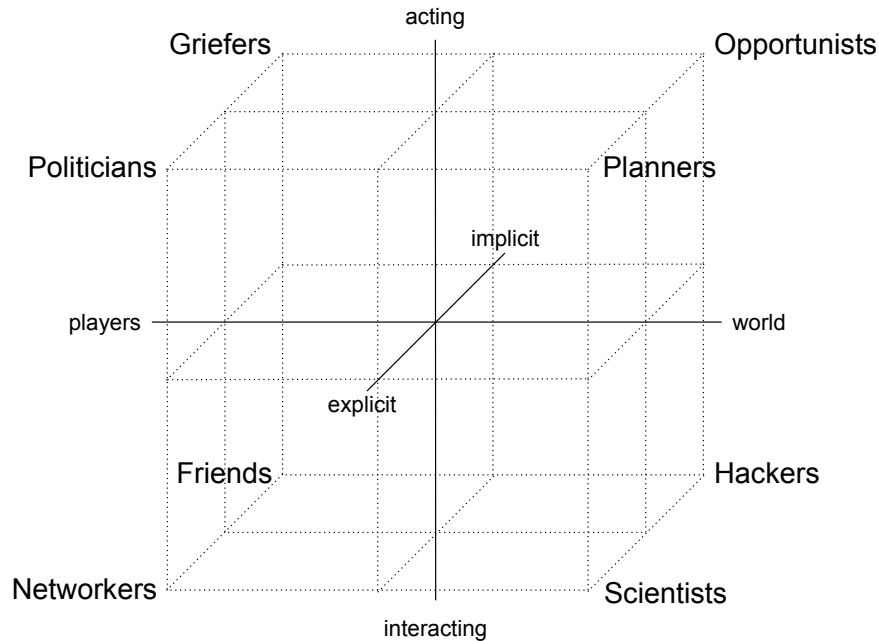 acting
Griefers
Opportunists
Politicians
Planners
implicit
players
world
explicit
Friends
Hackers
Networkers
Scientists
interacting